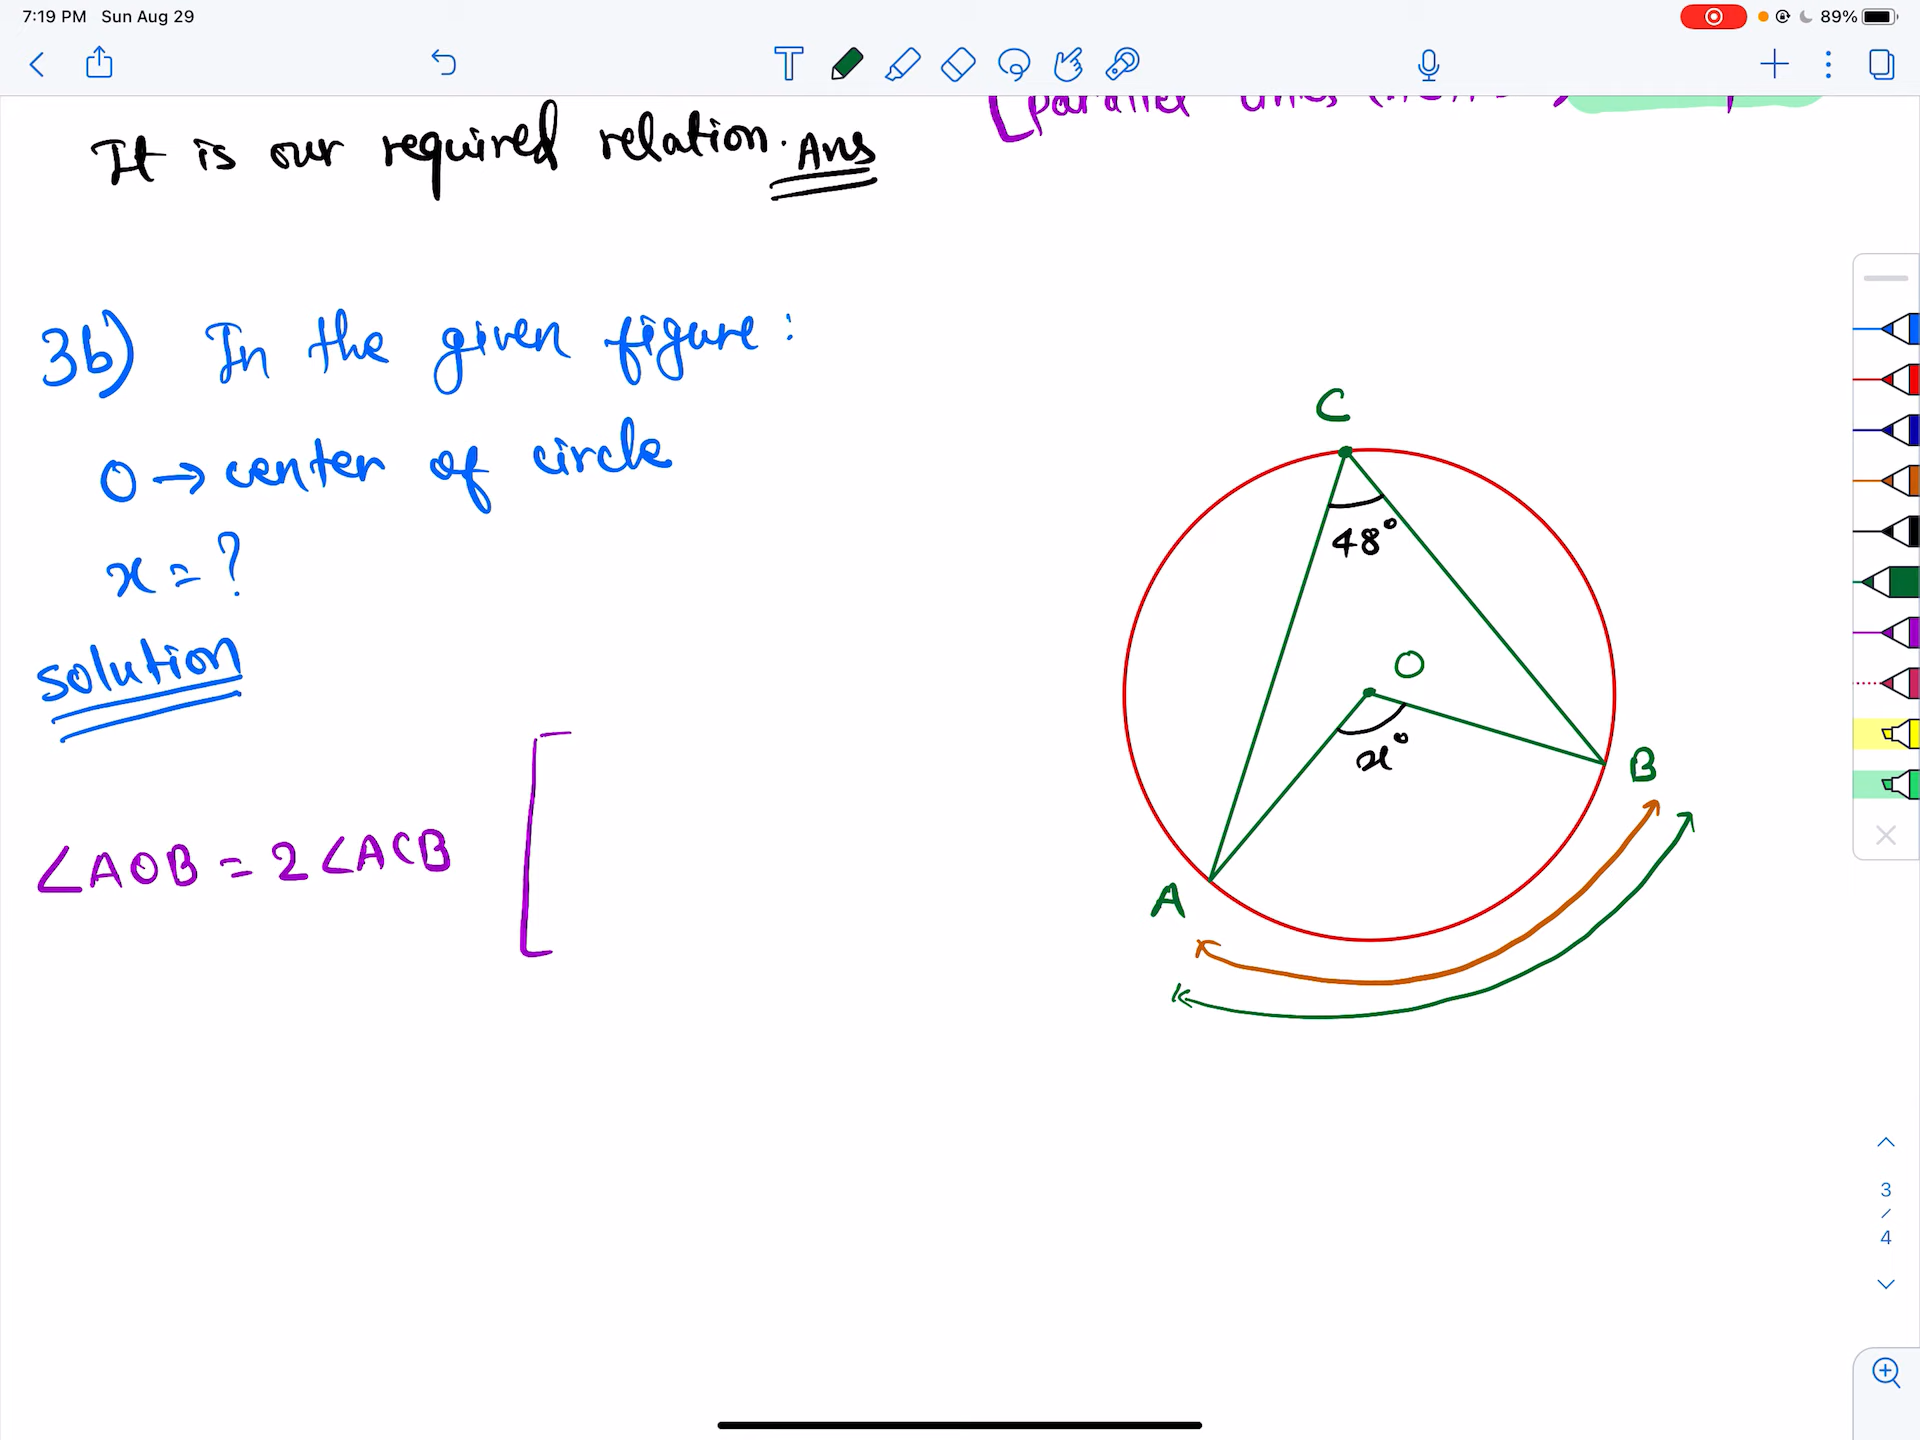 7:19 PM Sun Aug 29
89%
It is our required relation. Ans
3b) In the given figure:
O → center of circle
x = ?
solution
∠AOB = 2 ∠ACB
C
48°
O
x°
B
A
3
/
4